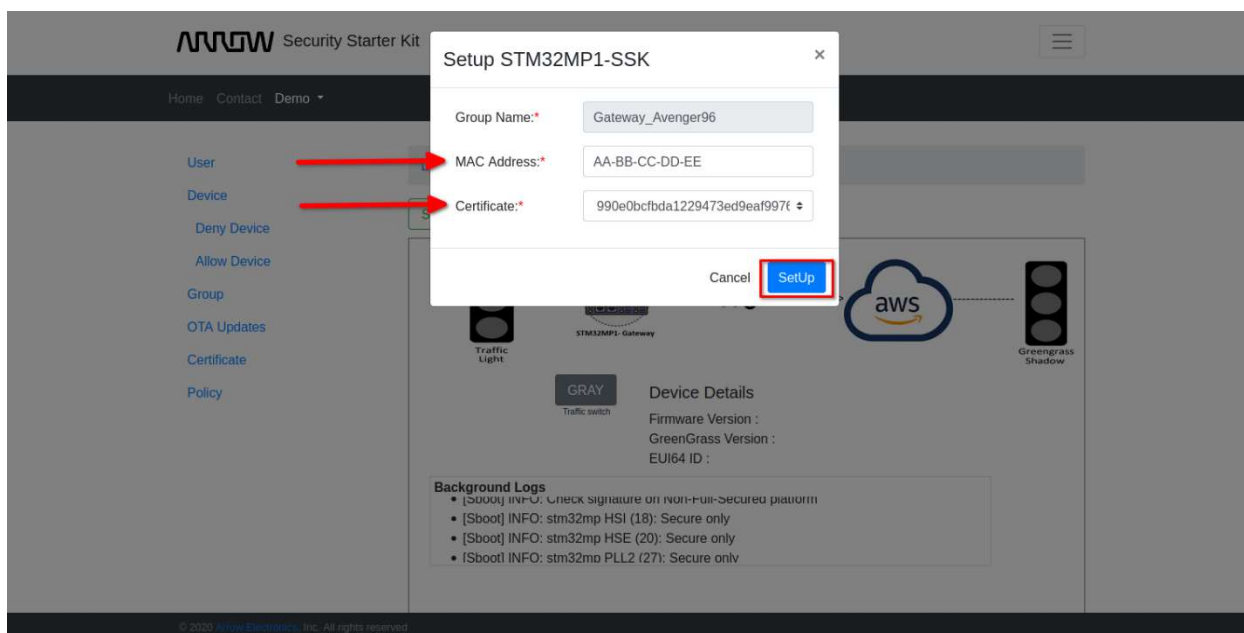 ARROW Security Starter Kit
Home Contact Demo
Setup STM32MP1-SSK ×
Group Name:* Gateway_Avenger96
MAC Address:* AA-BB-CC-DD-EE
Certificate:* 990e0bcfbda1229473ed9eaf9976
Cancel SetUp
User
Device
Deny Device
Allow Device
Group
OTA Updates
Certificate
Policy
aws
STM32MP1- Gateway
Traffic
Light
Greengrass
Shadow
GRAY
Traffic switch
Device Details
Firmware Version :
GreenGrass Version :
EUI64 ID :
Background Logs
• [Sboot] INFO: Check signature on Non-Full-Secured platform
• [Sboot] INFO: stm32mp HSI (18): Secure only
• [Sboot] INFO: stm32mp HSE (20): Secure only
• [Sboot] INFO: stm32mp PLL2 (27): Secure only
© 2020 Arrow Electronics, Inc. All rights reserved